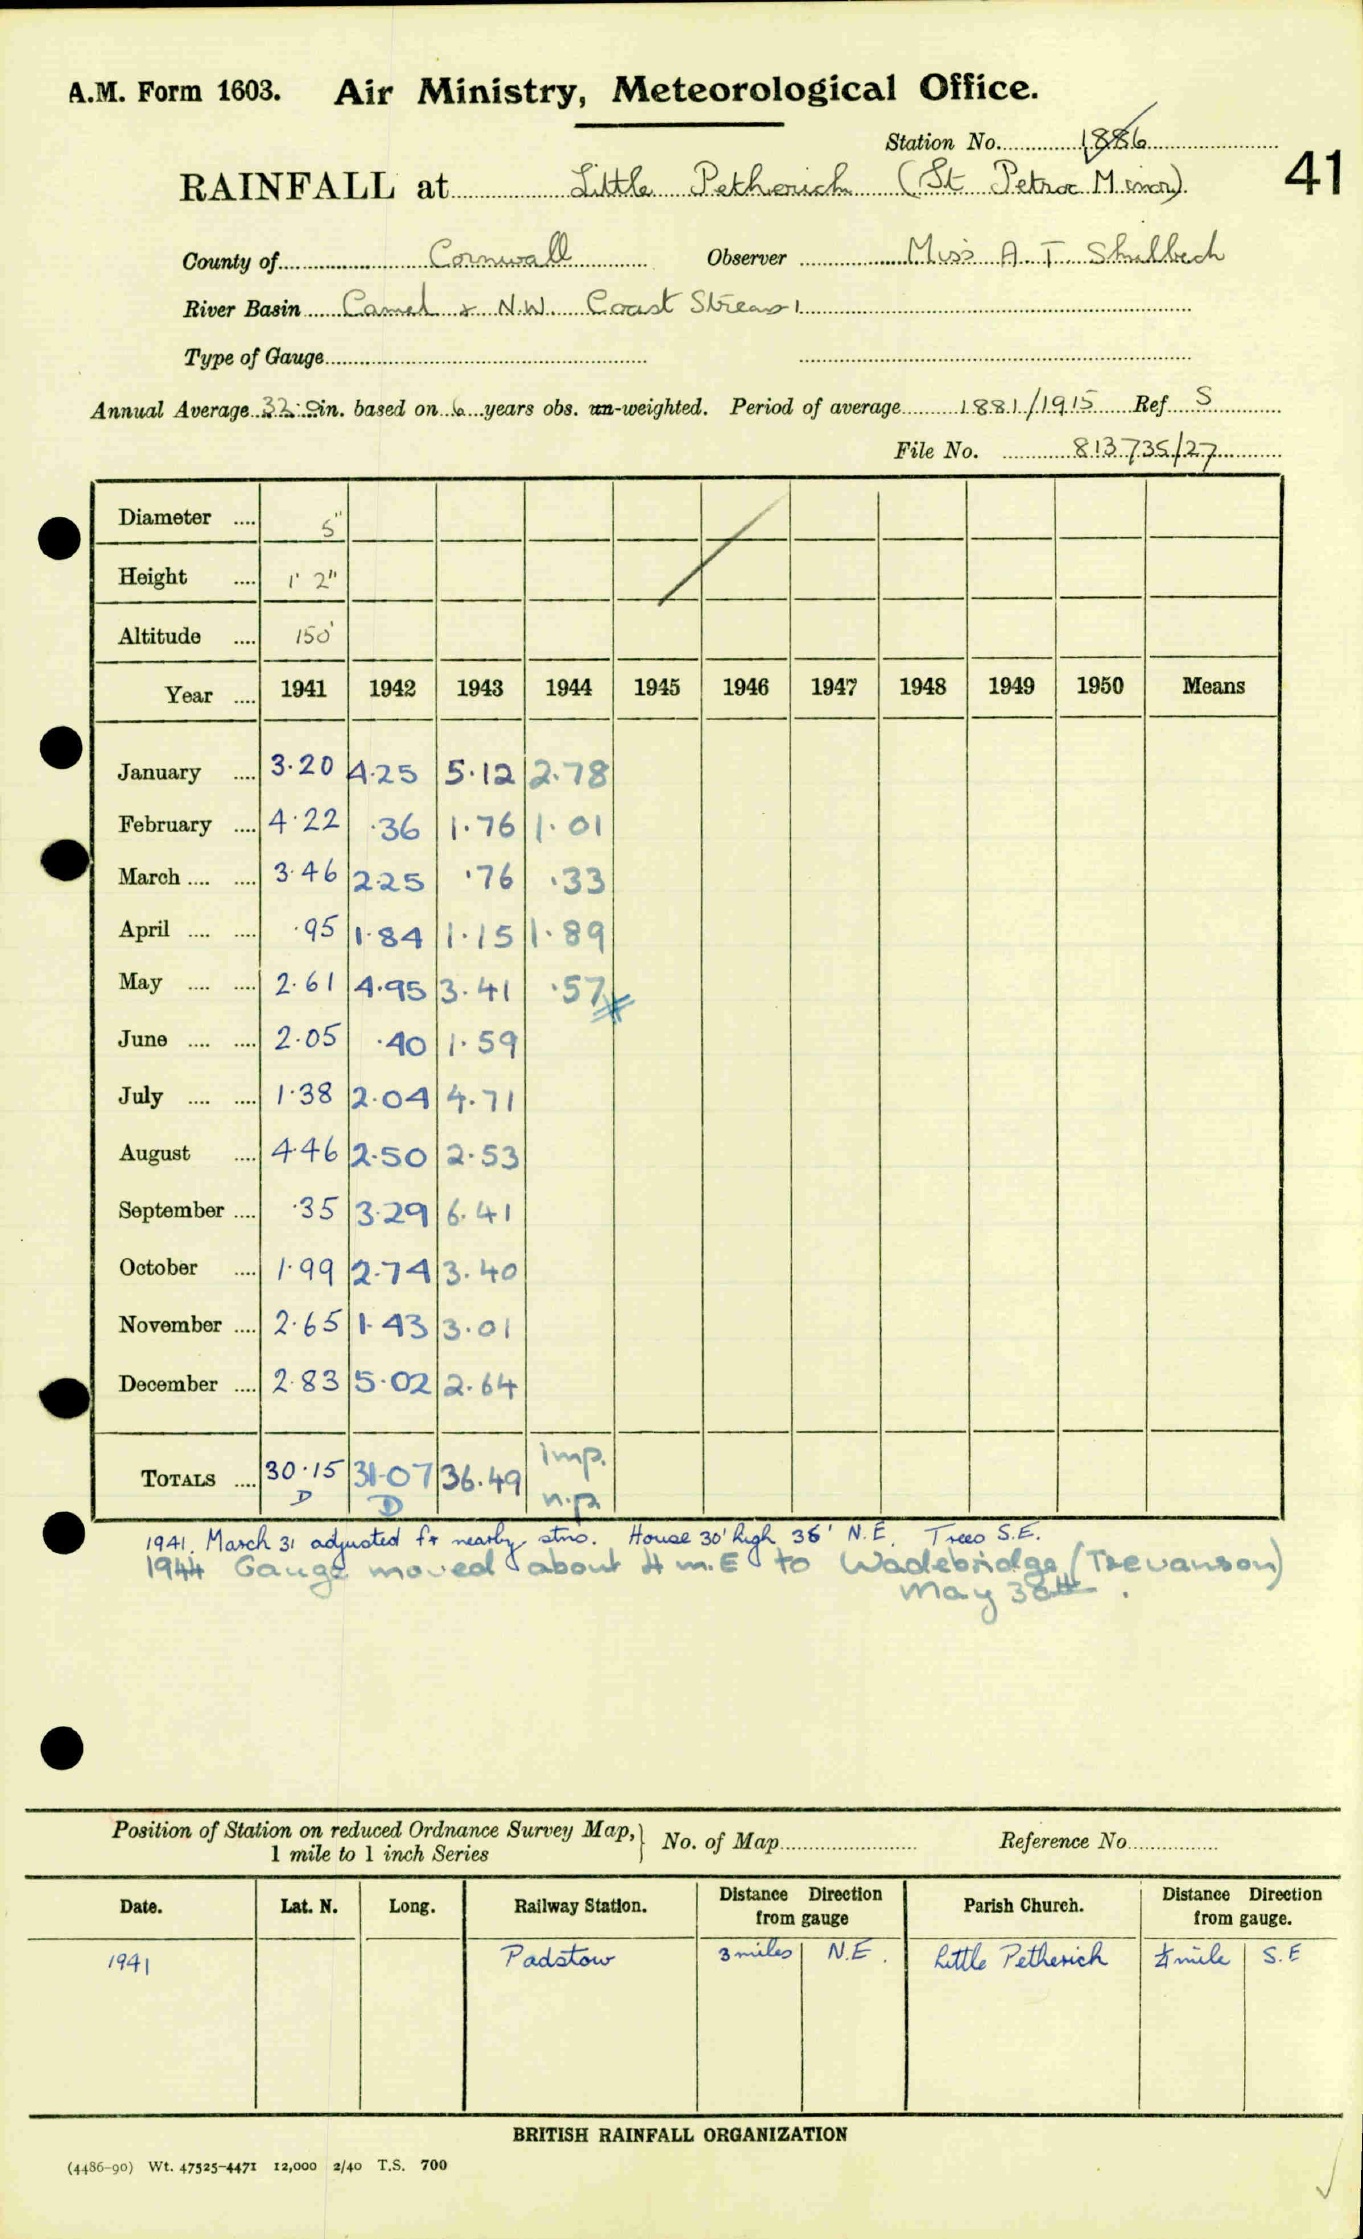 A.M. Form 1603. Air Ministry, Meteorological Office.
Station No. 1886
41
RAINFALL at Little Petherick (St Petroc Minor)
County of Cornwall Observer Miss A T
River Basin Camel & N.W. Coast Streams 1
Type of Gauge
Annual Average 32.0 in. based on 6 years obs. un-weighted. Period of average 1881/1915 Ref S
File No. 813735/27
Diameter .... 5"
Height .... 1' 2"
Altitude .... 150'
Year .... 1941 1942 1943 1944 1945 1946 1947 1948 1949 1950 Means
January .... 3.20 4.25 5.12 2.78
February .... 4.22 .36 1.76 1.01
March .... .... 3.46 2.25 .76 .33
April .... .... .95 1.84 1.15 1.89
May .... .... 2.61 4.95 3.41 .57
June .... .... 2.05 .40 1.59
July .... .... 1.38 2.04 4.71
August .... 4.46 2.50 2.53
September .... .35 3.29 6.41
October .... 1.99 2.74 3.40
November .... 2.65 1.43 3.01
December .... 2.83 5.02 2.64
TOTALS .... 30.15 31.07 36.49 Imp.
D D n.p.
1941. March 31 adjusted fr nearby stns. House 30' high 36' N.E. Trees S.E.
1944 Gauge moved about 4 m. E to Wadebridge (Trevanson)
May 30th.
Position of Station on reduced Ordnance Survey Map, No. of Map Reference No.
1 mile to 1 inch Series
Date. Lat. N. Long. Railway Station. Distance Direction from gauge Parish Church. Distance Direction from gauge.
1941 Padstow 3 miles N.E. Little Petherick ¼ mile S.E
BRITISH RAINFALL ORGANIZATION
(4486-90) Wt. 47525-4471 12,000 2/40 T.S. 700